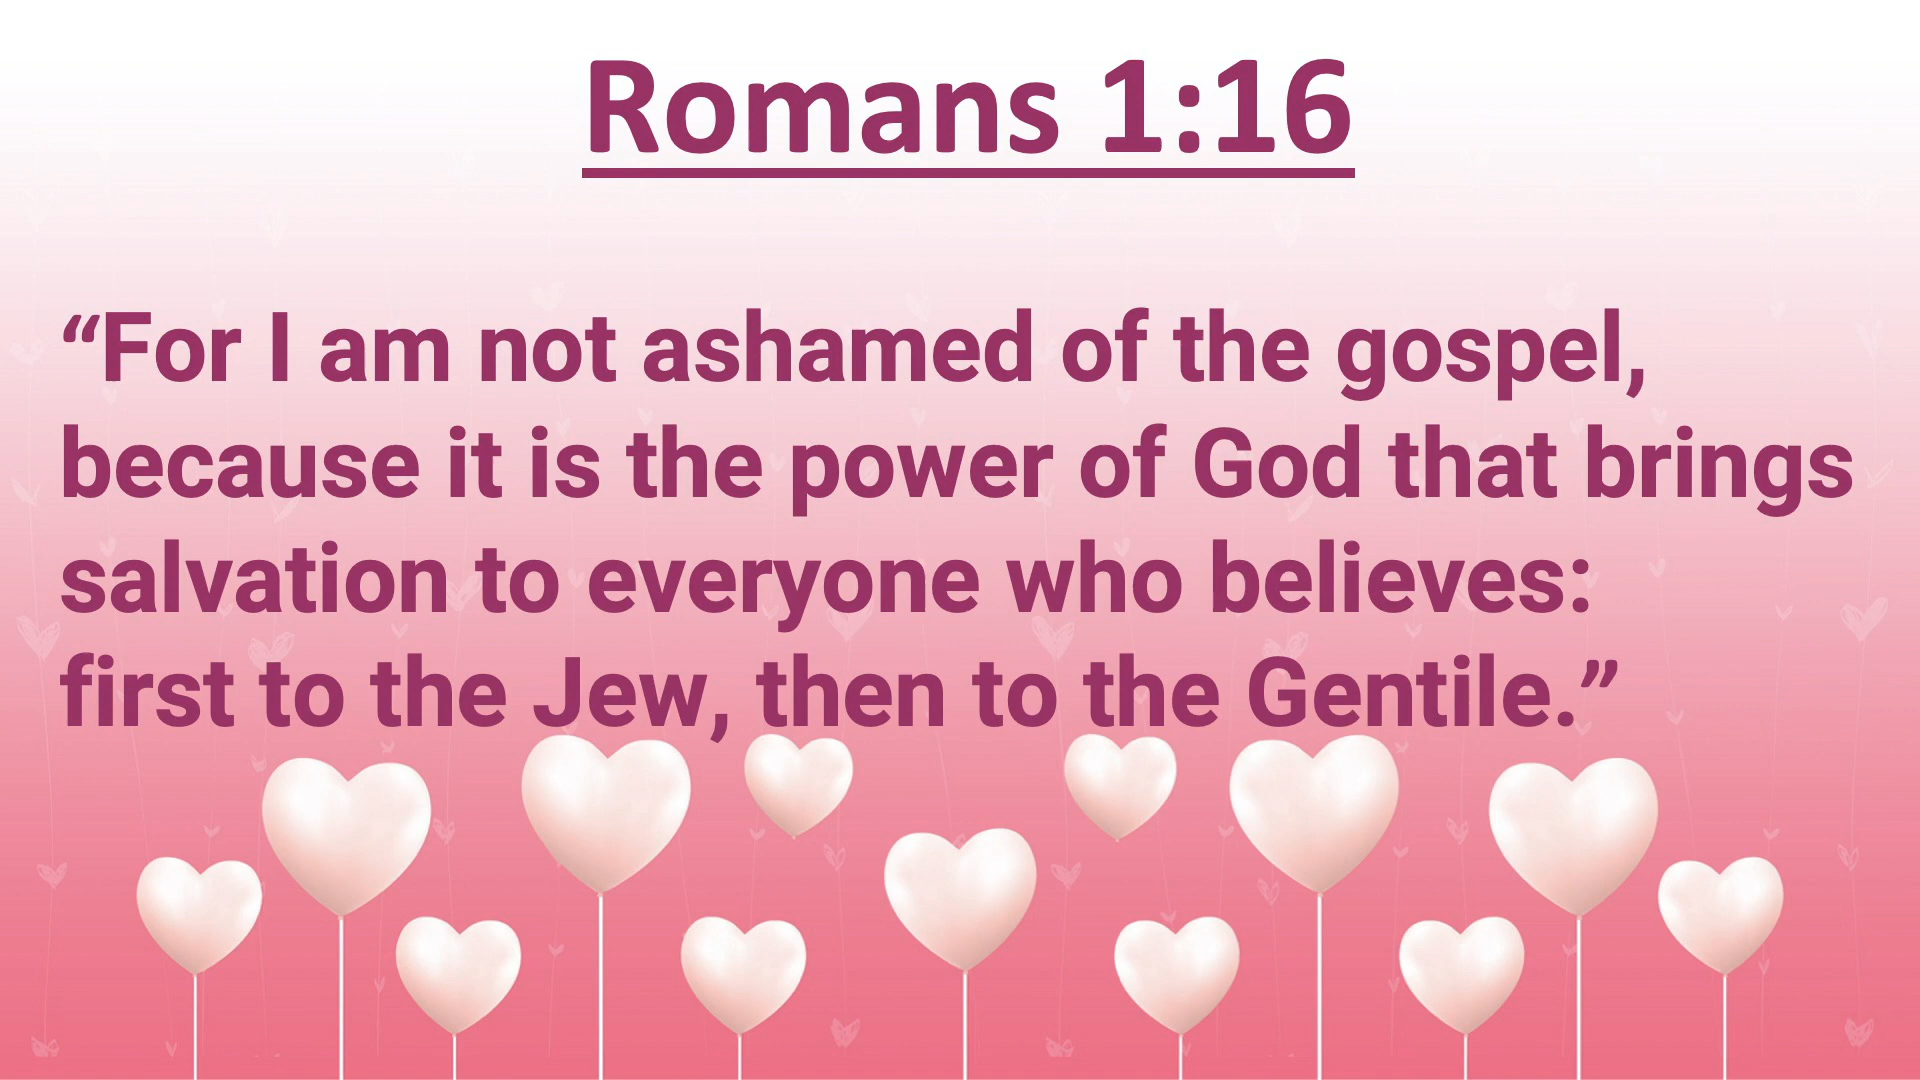 Romans 1:16
“For I am not ashamed of the gospel,
because it is the power of God that brings
salvation to everyone who believes:
first to the Jew, then to the Gentile.”